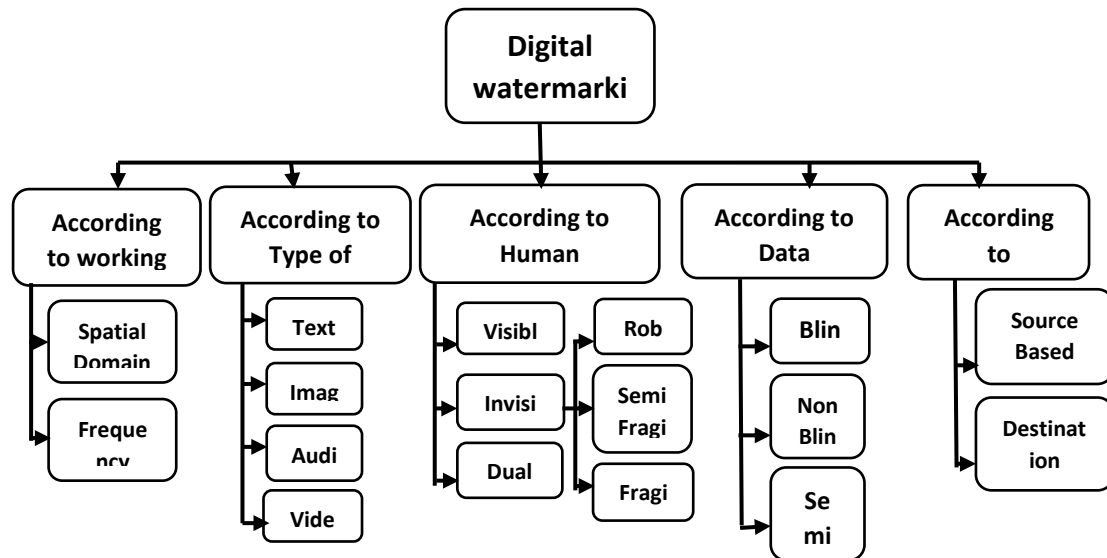 Digital
watermarki
According
to working
According to
Type of
According to
Human
According to
Data
According
to
Spatial
Domain
Freque
ncy
Text
Imag
Audi
Vide
Visibl
Invisi
Dual
Rob
Semi
Fragi
Fragi
Blin
Non
Blin
Se
mi
Source
Based
Destinat
ion